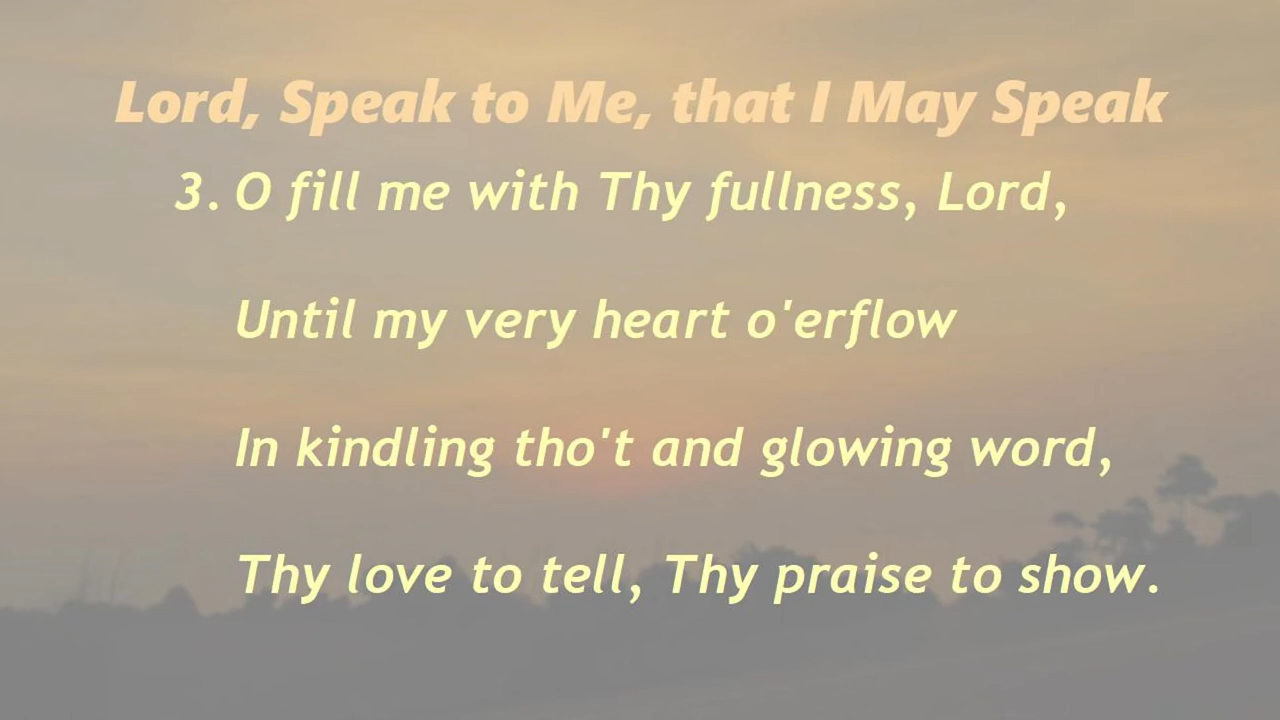 Lord, Speak to Me, that I May Speak
3. O fill me with Thy fullness, Lord,
Until my very heart o'erflow
In kindling tho't and glowing word,
Thy love to tell, Thy praise to show.